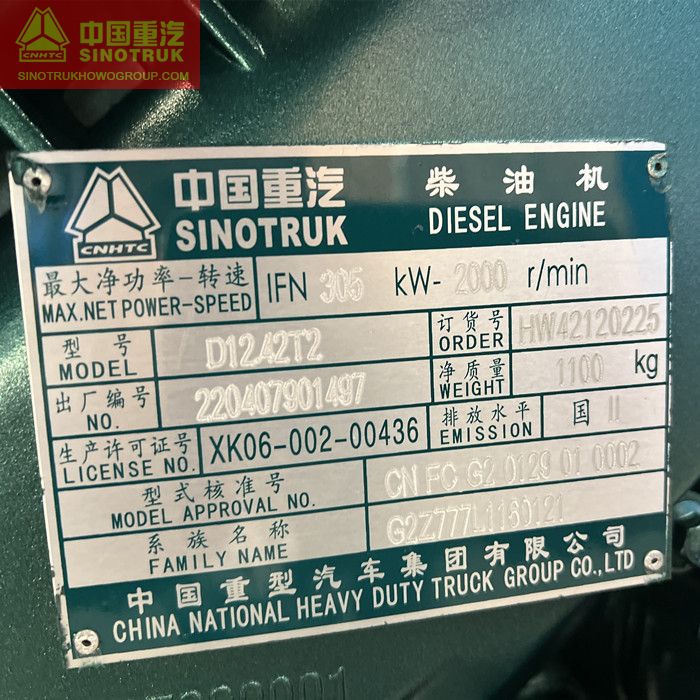 中国重汽
SINOTRUK
CNHTC
SINOTRUKHOWOGROUP.COM
中国重汽 柴油机
SINOTRUK DIESEL ENGINE
CNHTC
最大净功率-转速 IFN 305 kW- 2000 r/min
MAX.NET POWER-SPEED
型号 D12.42T2 订货号 HW42120225
MODEL ORDER
出厂编号 220407901497 净质量 1100 kg
NO. WEIGHT
生产许可证号 XK06-002-00436 排放水平 国 II
LICENSE NO. EMISSION
型式核准号 CN FC G2 0129 01 0002
MODEL APPROVAL NO.
系族名称 G2Z777L1160121
FAMILY NAME
中国重型汽车集团有限公司
CHINA NATIONAL HEAVY DUTY TRUCK GROUP CO.,LTD